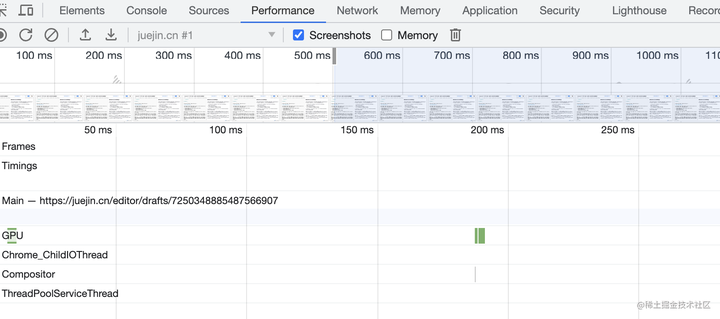 Elements Console Sources Performance Network Memory Application Security Lighthouse Recor
juejin.cn #1 Screenshots Memory
100 ms 200 ms 300 ms 400 ms 500 ms 600 ms 700 ms 800 ms 900 ms 1000 ms 110
50 ms 100 ms 150 ms 200 ms 250 ms
Frames
Timings
Main — https://juejin.cn/editor/drafts/7250348885487566907
GPU
Chrome_ChildIOThread
Compositor
ThreadPoolServiceThread
@稀土掘金技术社区